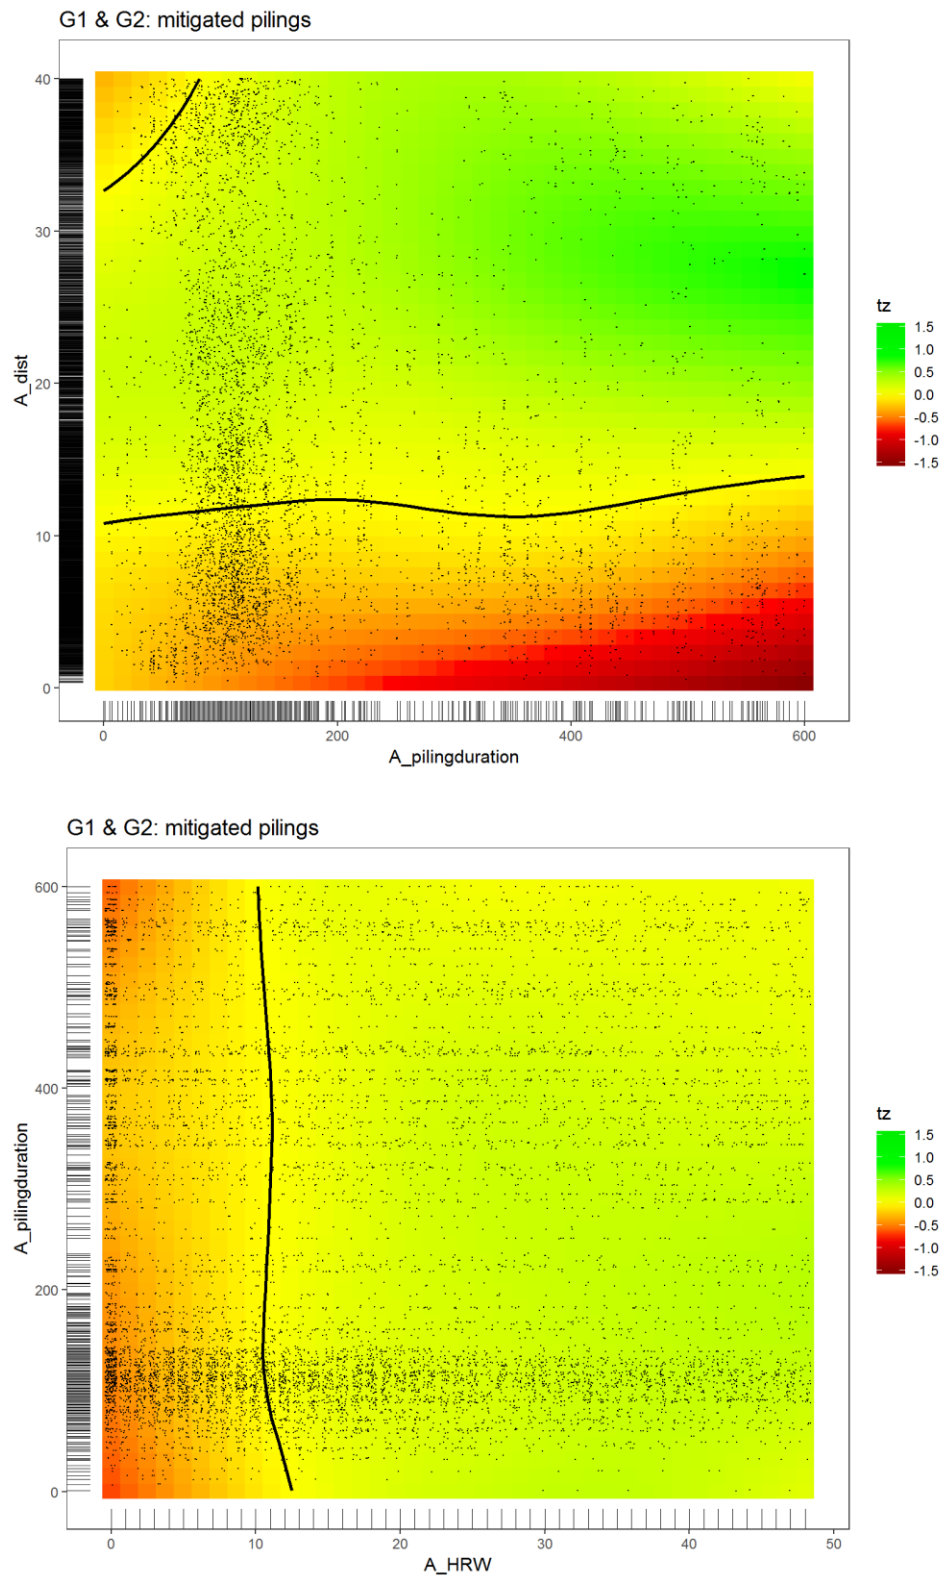 G1 & G2: mitigated pilings
40
30
20
10
0
A_dist
0 200 400 600
A_pilingduration
tz
1.5
1.0
0.5
0.0
-0.5
-1.0
-1.5
G1 & G2: mitigated pilings
600
400
200
0
A_pilingduration
0 10 20 30 40 50
A_HRW
tz
1.5
1.0
0.5
0.0
-0.5
-1.0
-1.5